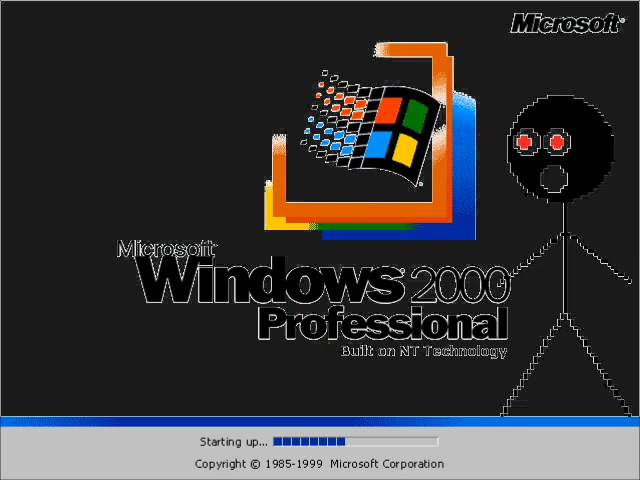 Microsoft®
Microsoft®
Windows® 2000
Professional
Built on NT Technology
Starting up...
Copyright © 1985-1999 Microsoft Corporation